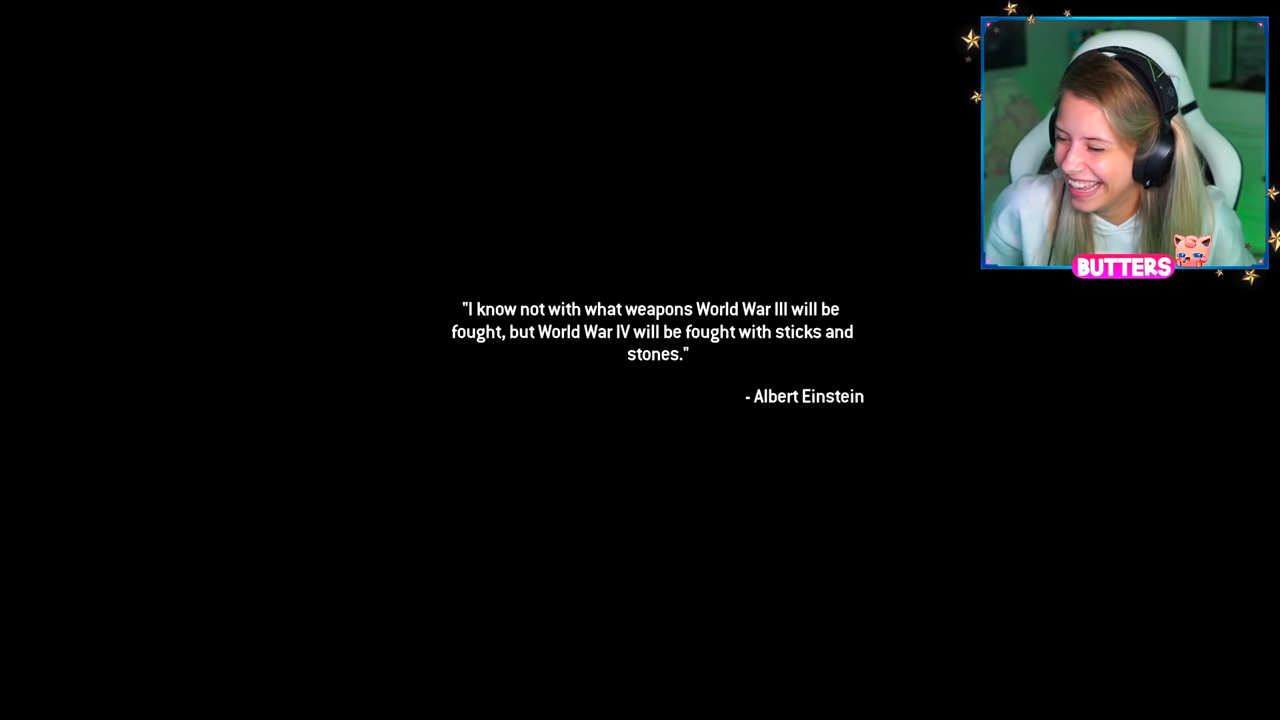 BUTTERS
"I know not with what weapons World War III will be
fought, but World War IV will be fought with sticks and
stones."
- Albert Einstein